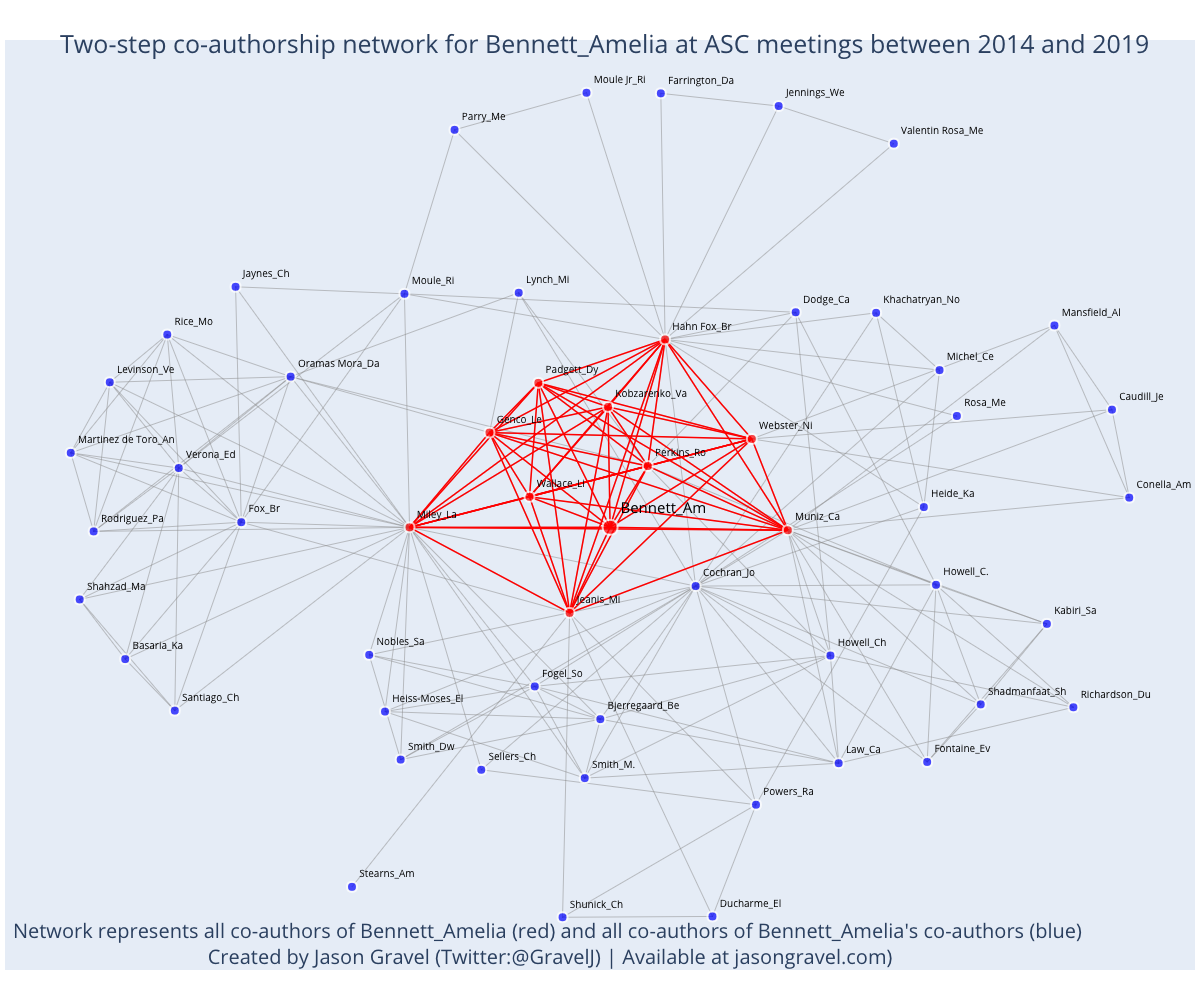 Two-step co-authorship network for Bennett_Amelia at ASC meetings between 2014 and 2019
Moule Jr_Ri
Farrington_Da
Jennings_We
Parry_Me
Valentin Rosa_Me
Jaynes_Ch
Moule_Ri
Lynch_Mi
Dodge_Ca
Khachatryan_No
Mansfield_Al
Rice_Mo
Hahn Fox_Br
Levinson_Ve
Oramas Mora_Da
Padgett_Dy
Michel_Ce
Kobzarenko_Va
Rosa_Me
Caudill_Je
Genco_Le
Webster_Ni
Martinez de Toro_An
Verona_Ed
Perkins_Ro
Wallace_Li
Heide_Ka
Conella_Am
Rodriguez_Pa
Fox_Br
Miley_La
Bennett_Am
Muniz_Ca
Shahzad_Ma
Cochran_Jo
Howell_C.
Jeanis_Mi
Kabiri_Sa
Basaria_Ka
Nobles_Sa
Howell_Ch
Santiago_Ch
Heiss-Moses_El
Fogel_So
Bjerregaard_Be
Shadmanfaat_Sh
Richardson_Du
Smith_Dw
Sellers_Ch
Smith_M.
Law_Ca
Fontaine_Ev
Powers_Ra
Stearns_Am
Shunick_Ch
Ducharme_El
Network represents all co-authors of Bennett_Amelia (red) and all co-authors of Bennett_Amelia's co-authors (blue)
Created by Jason Gravel (Twitter:@GravelJ) | Available at jasongravel.com)